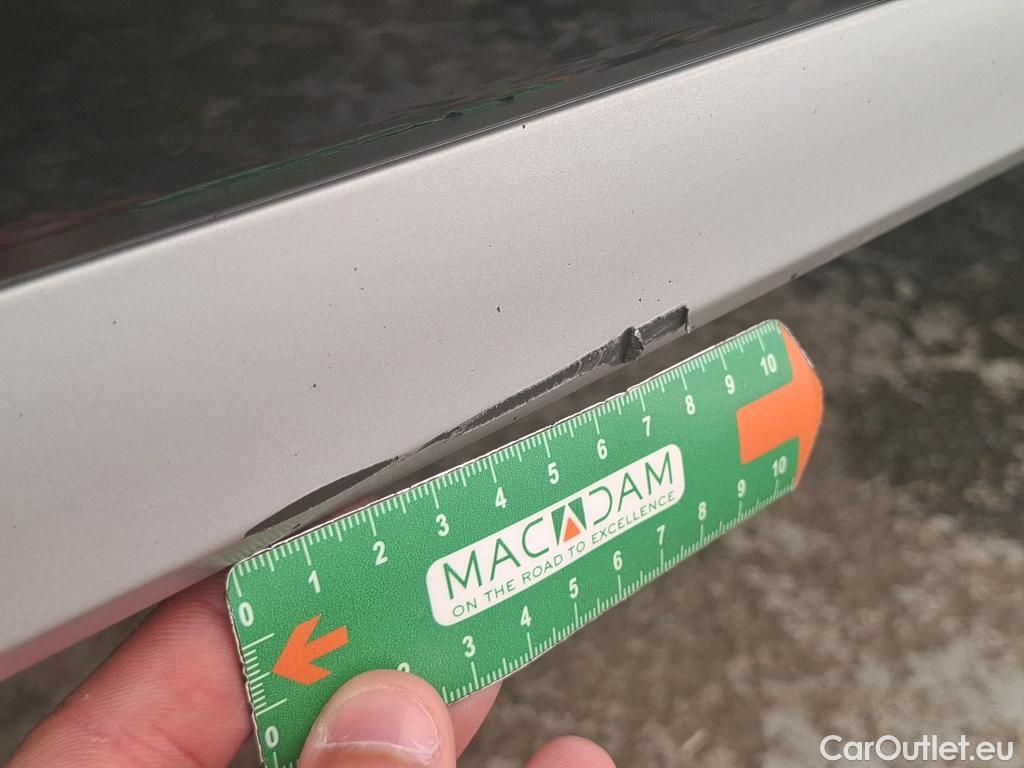 0 1 2 3 4 5 6 7 8 9 10
MACADAM
ON THE ROAD TO EXCELLENCE
0 3 4 5 6 7 8 9 10
CarOutlet.eu